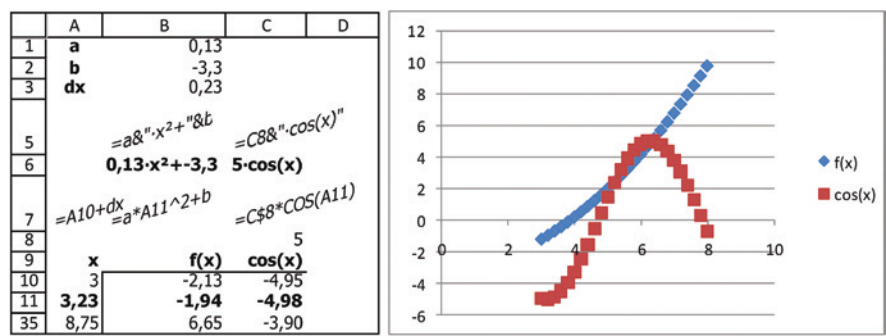 A B C D
1 a 0,13
2 b -3,3
3 dx 0,23
5 =a&"·x²+"&b =C8&"·cos(x)"
6 0,13·x²+-3,3 5·cos(x)
7 =A10+dx =a*A11^2+b =C$8*COS(A11)
8 5
9 x f(x) cos(x)
10 3 -2,13 -4,95
11 3,23 -1,94 -4,98
35 8,75 6,65 -3,90
12
10
8
6
4
2
0
-2
-4
-6
0 2 4 6 8 10
f(x)
cos(x)